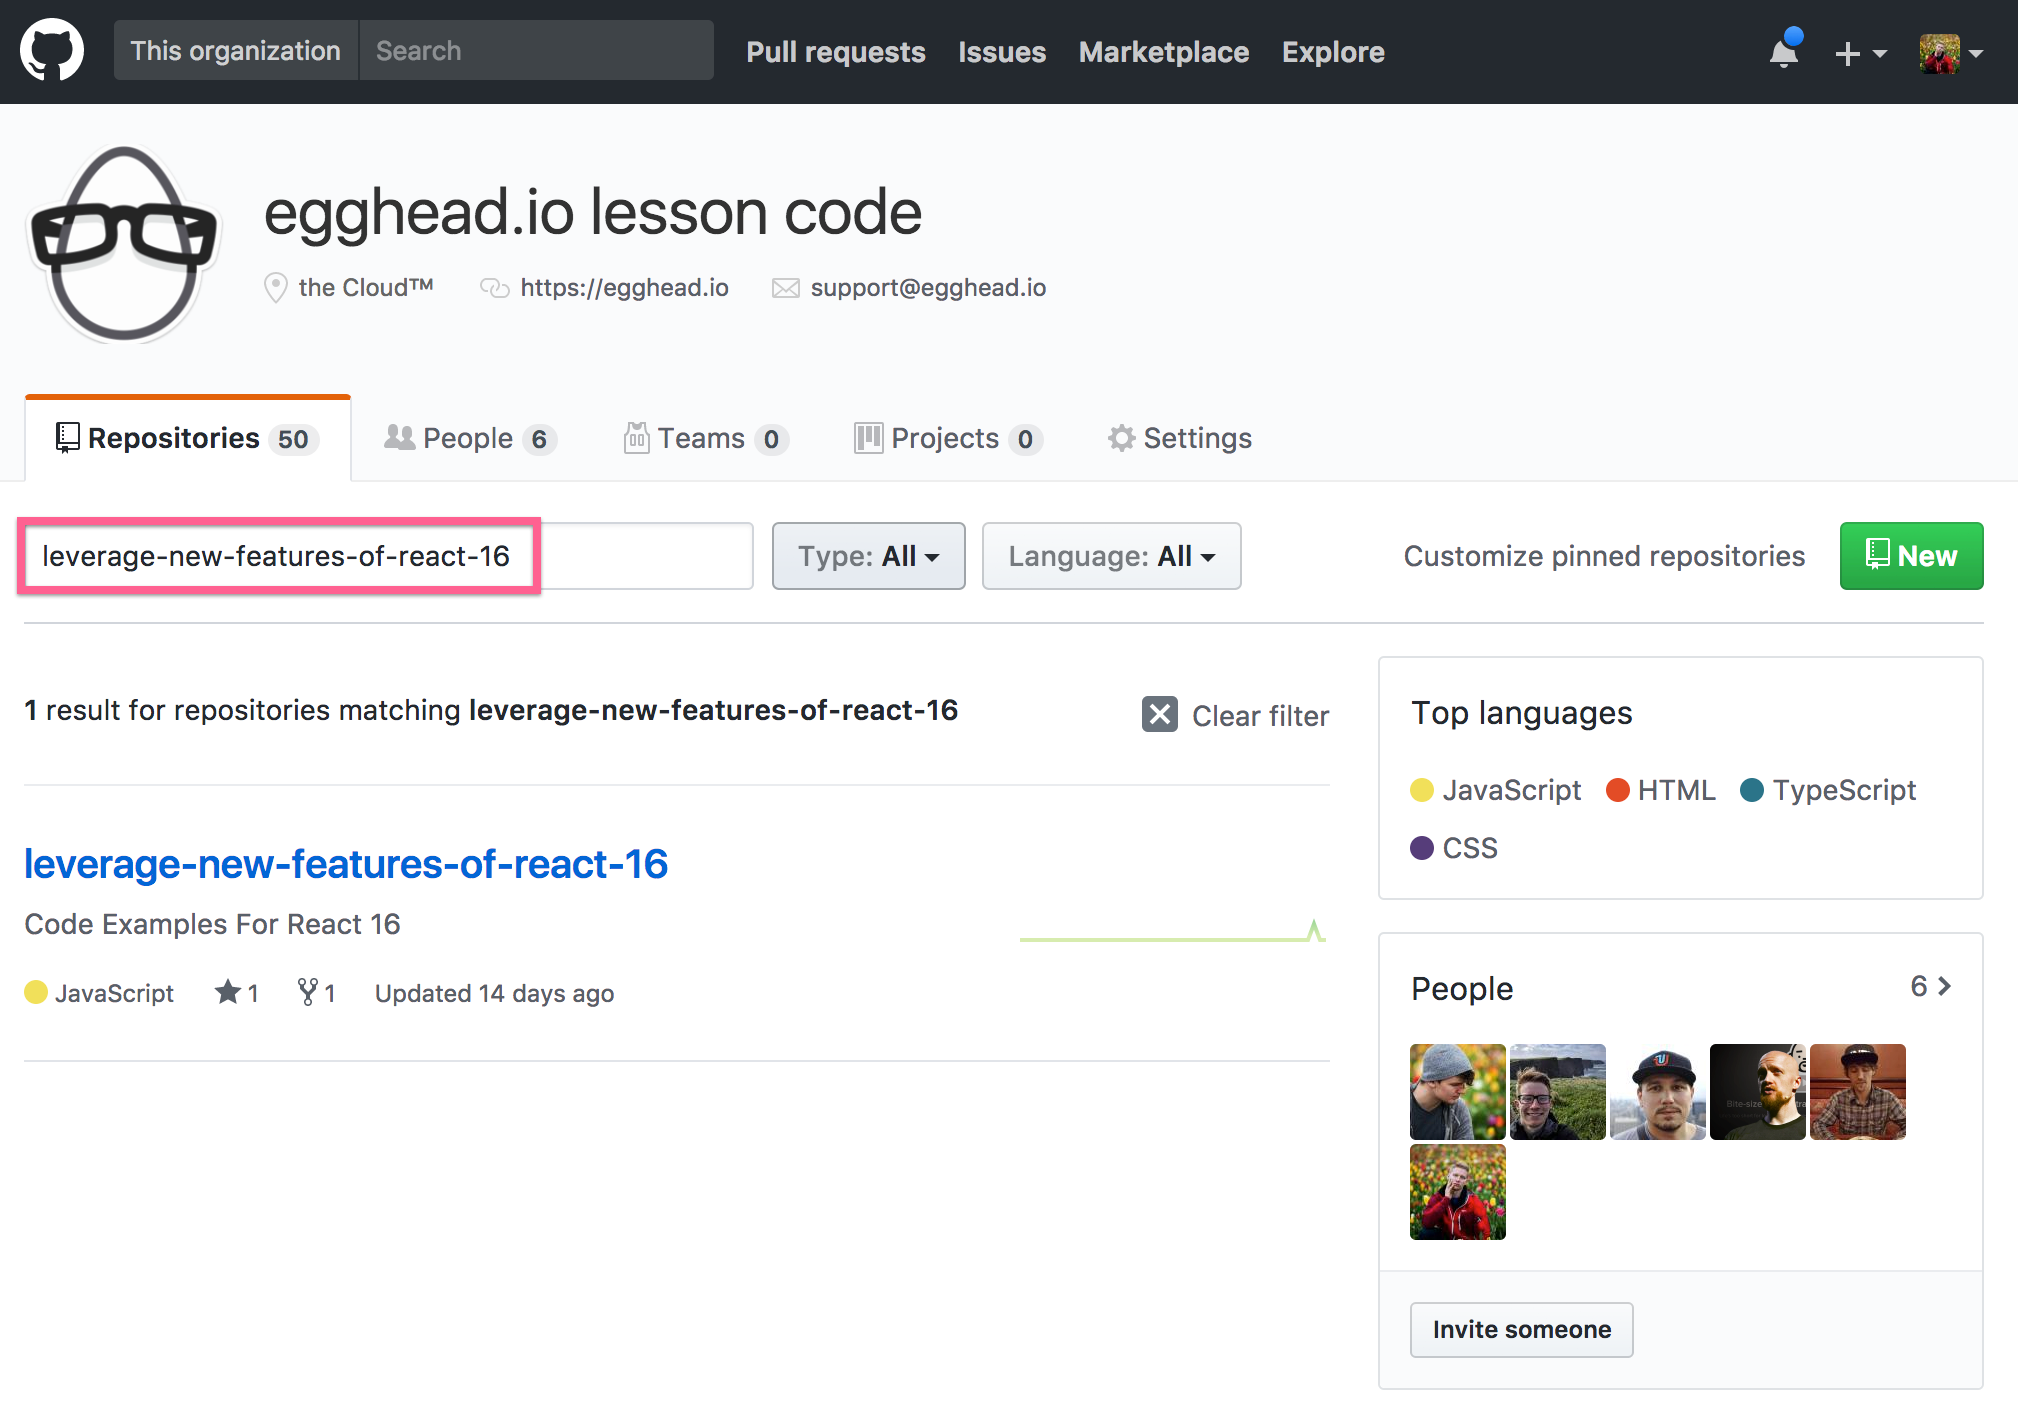 This organization Search Pull requests Issues Marketplace Explore
egghead.io lesson code
the Cloud™ https://egghead.io support@egghead.io
Repositories 50 People 6 Teams 0 Projects 0 Settings
leverage-new-features-of-react-16 Type: All Language: All Customize pinned repositories New
1 result for repositories matching leverage-new-features-of-react-16 Clear filter
leverage-new-features-of-react-16
Code Examples For React 16
JavaScript 1 1 Updated 14 days ago
Top languages
JavaScript HTML TypeScript
CSS
People 6
Bite-size
Invite someone